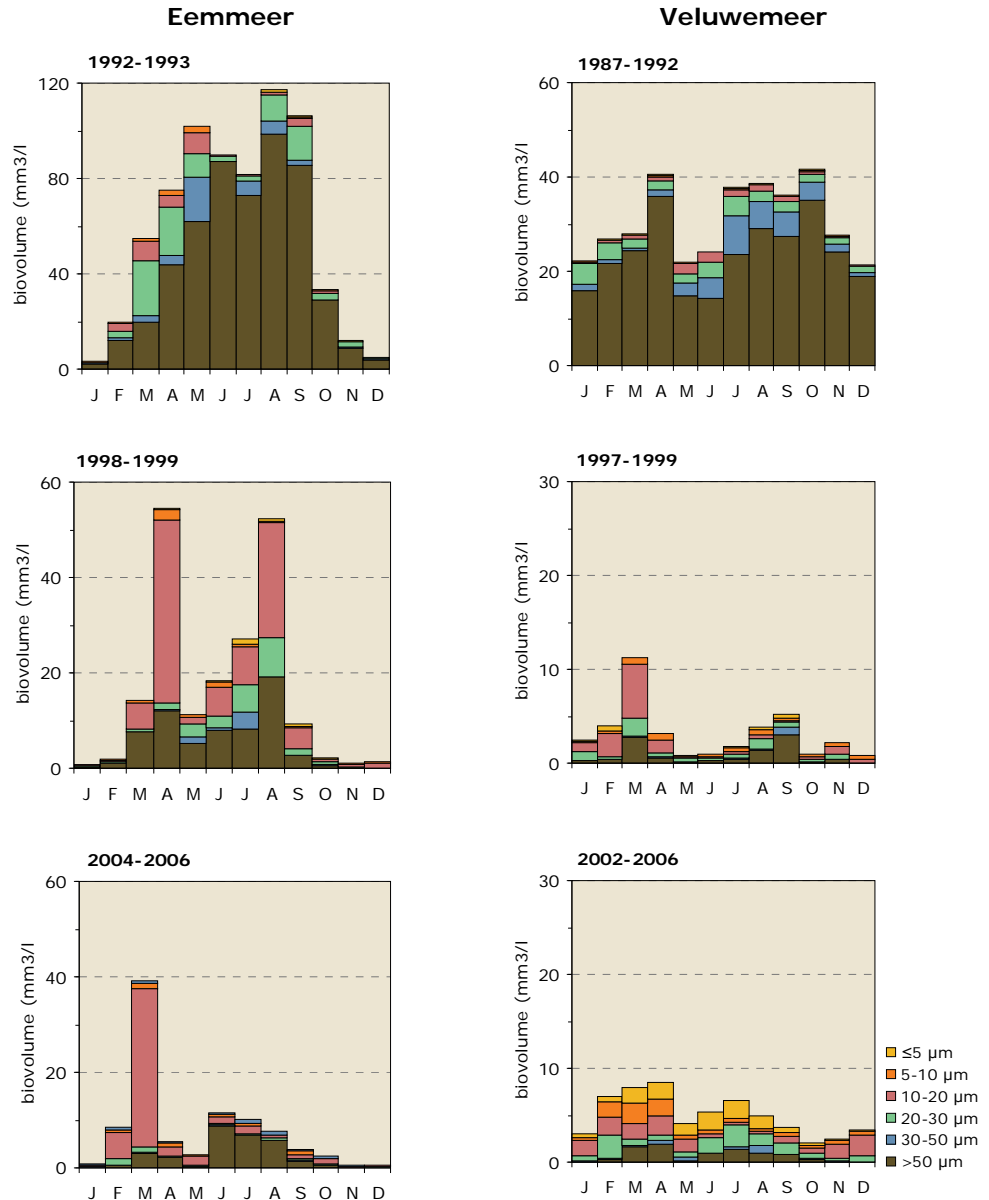 Eemmeer
Veluwemeer
1992-1993
120
80
40
0
biovolume (mm3/l
J F M A M J J A S O N D
1987-1992
60
40
20
0
biovolume (mm3/l
J F M A M J J A S O N D
1998-1999
60
40
20
0
biovolume (mm3/l
J F M A M J J A S O N D
1997-1999
30
20
10
0
biovolume (mm3/l
J F M A M J J A S O N D
2004-2006
60
40
20
0
biovolume (mm3/l
J F M A M J J A S O N D
2002-2006
30
20
10
0
biovolume (mm3/l
J F M A M J J A S O N D
≤5 µm
5-10 µm
10-20 µm
20-30 µm
30-50 µm
>50 µm